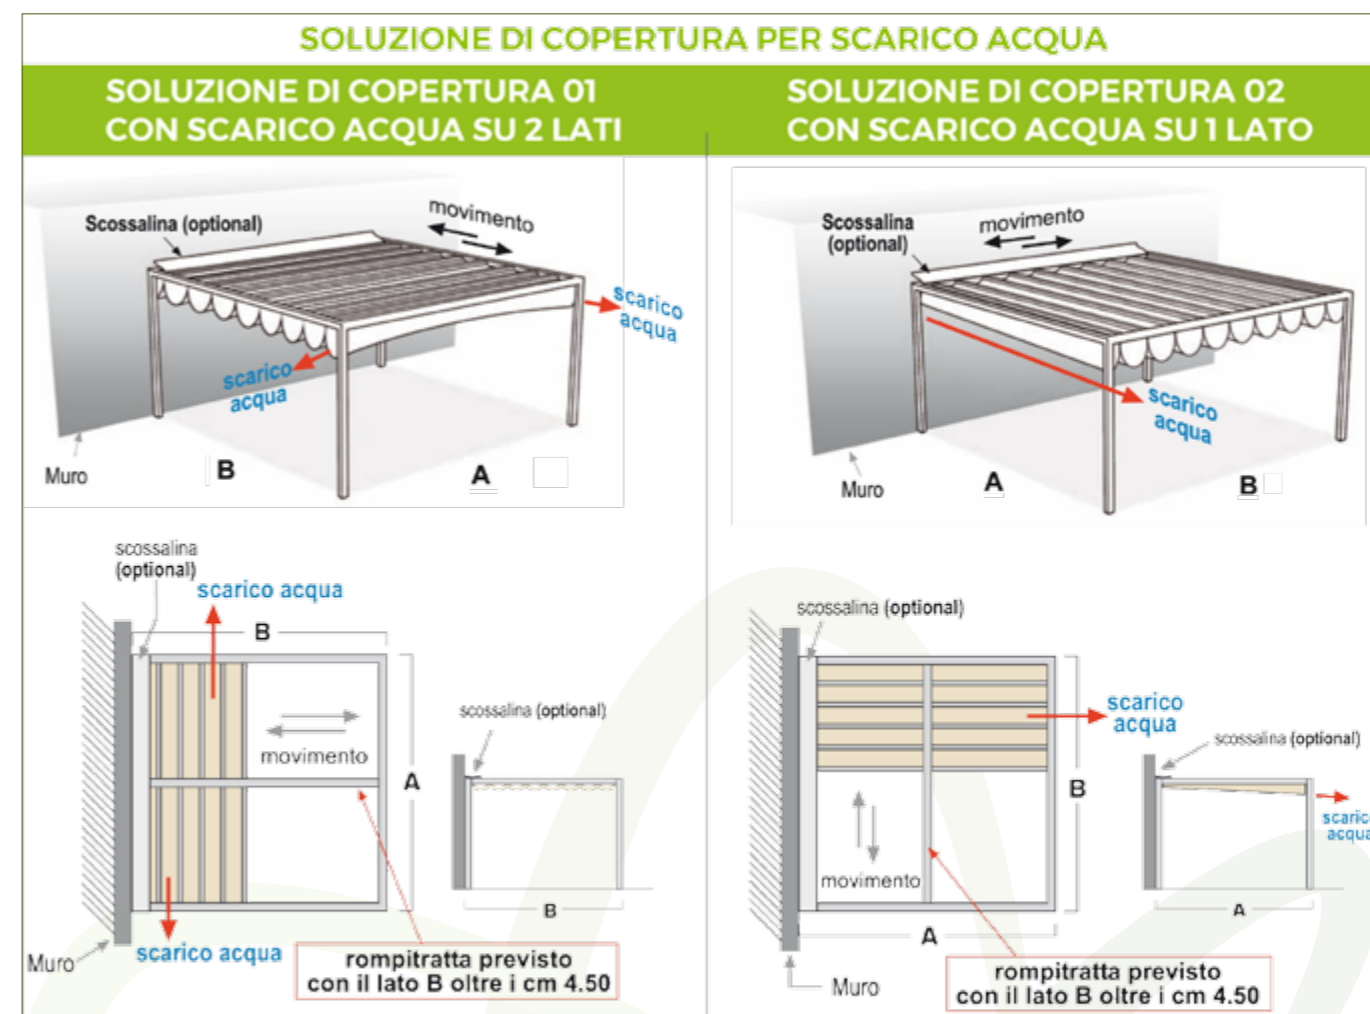 SOLUZIONE DI COPERTURA PER SCARICO ACQUA
SOLUZIONE DI COPERTURA 01
CON SCARICO ACQUA SU 2 LATI
Scossalina (optional)
movimento
scarico
acqua
scarico
acqua
Muro
B
A
scossalina
(optional)
scarico acqua
B
movimento
A
scossalina (optional)
B
scarico acqua
Muro
rompitratta previsto
con il lato B oltre i cm 4.50
SOLUZIONE DI COPERTURA 02
CON SCARICO ACQUA SU 1 LATO
Scossalina
(optional)
movimento
scarico
acqua
A
Muro
B
scossalina (optional)
scarico
acqua
scossalina (optional)
B
movimento
scarico
acqua
A
A
Muro
rompitratta previsto
con il lato B oltre i cm 4.50